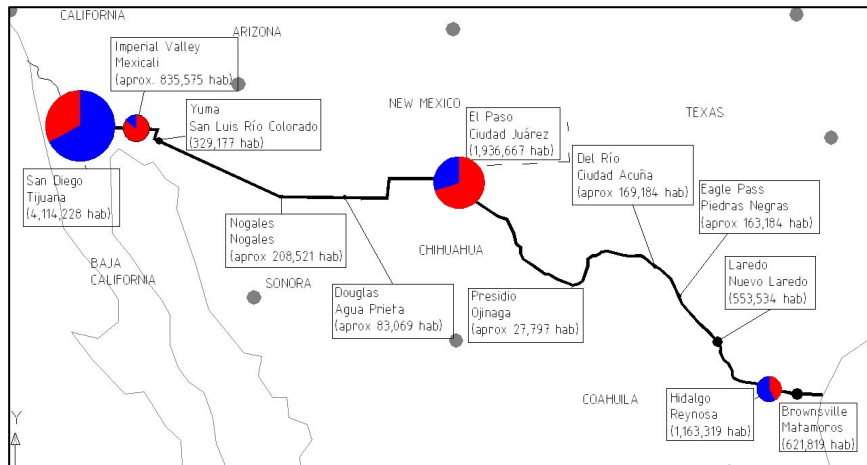 CALIFORNIA
ARIZONA
Imperial Valley
Mexicali
(aprox. 835,575 hab)
Yuma
San Luis Río Colorado
(329,177 hab)
NEW MEXICO
El Paso
Ciudad Juárez
(1,936,667 hab)
TEXAS
Del Río
Ciudad Acuña
(aprox 169,184 hab)
Eagle Pass
Piedras Negras
(aprox 163,184 hab)
San Diego
Tijuana
(4,114,228 hab)
Nogales
Nogales
(aprox 208,521 hab)
CHIHUAHUA
BAJA
CALIFORNIA
SONORA
Douglas
Agua Prieta
(aprox 83,069 hab)
Presidio
Ojinaga
(aprox 27,797 hab)
Laredo
Nuevo Laredo
(553,534 hab)
COAHUILA
Hidalgo
Reynosa
(1,163,319 hab)
Brownsville
Matamoros
(621,819 hab)
Y